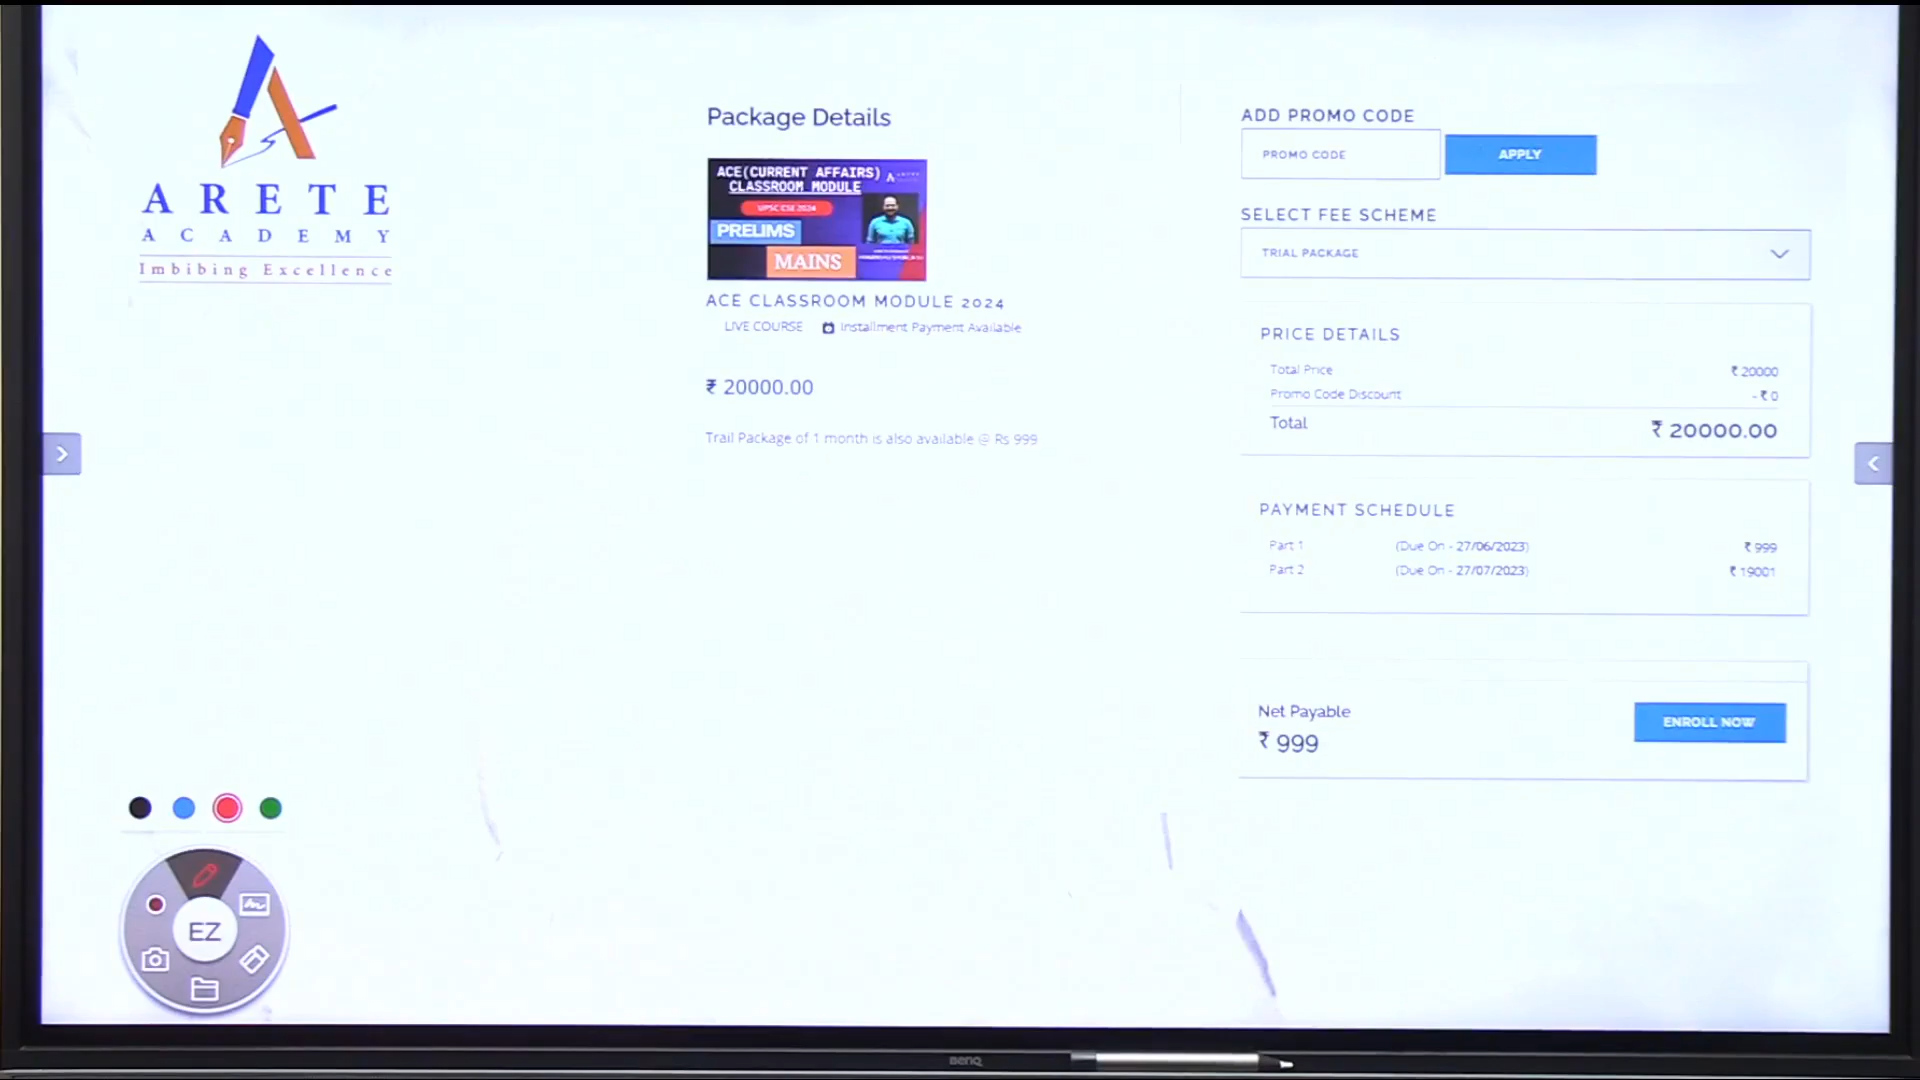 ARETE
ACADEMY
Imbibing Excellence
Package Details
ACE(CURRENT AFFAIRS)
CLASSROOM MODULE
UPSC CSE 2024
PRELIMS
MAINS
ACE CLASSROOM MODULE 2024
LIVE COURSE Installment Payment Available
₹ 20000.00
Trail Package of 1 month is also available @ Rs 999
ADD PROMO CODE
PROMO CODE APPLY
SELECT FEE SCHEME
TRIAL PACKAGE
PRICE DETAILS
Total Price ₹ 20000
Promo Code Discount - ₹ 0
Total ₹ 20000.00
PAYMENT SCHEDULE
Part 1 (Due On - 27/06/2023) ₹ 999
Part 2 (Due On - 27/07/2023) ₹ 19001
Net Payable
₹ 999
ENROLL NOW
EZ
BenQ